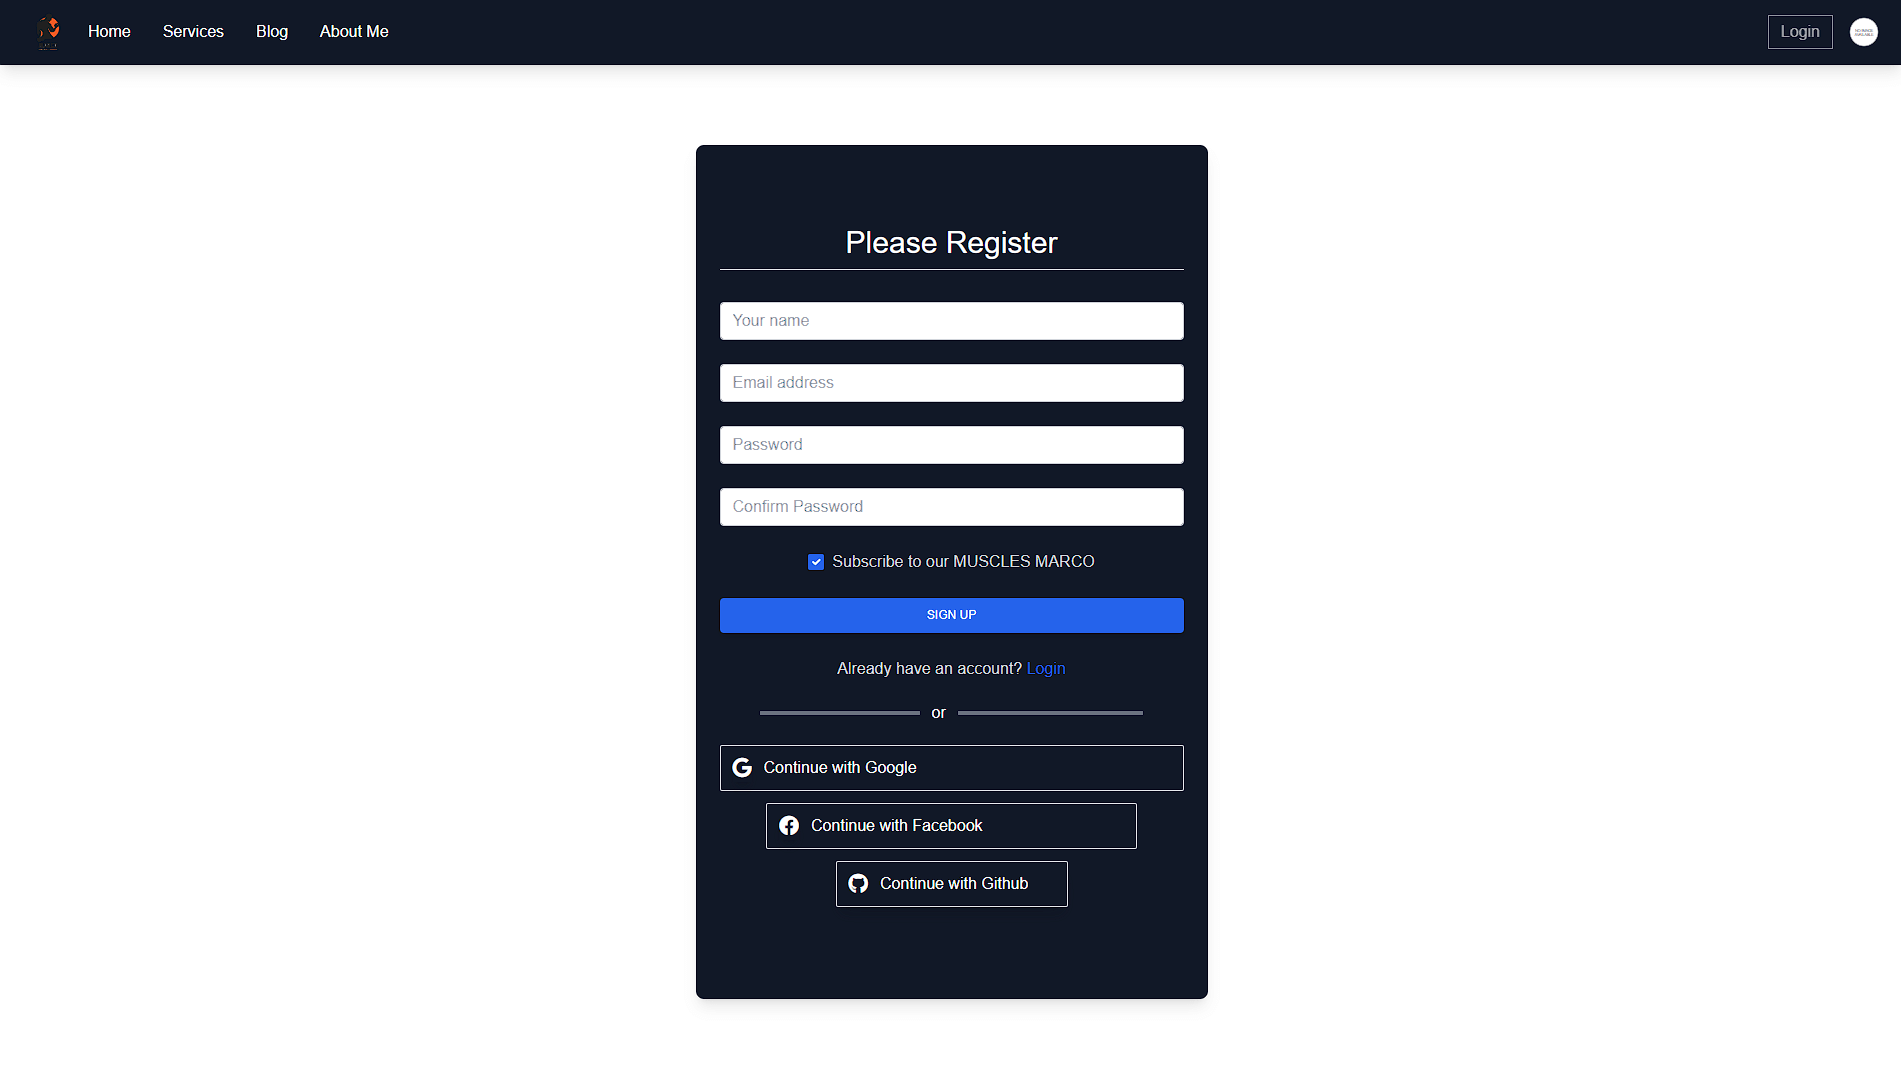 Home Services Blog About Me Login
Please Register
Your name
Email address
Password
Confirm Password
Subscribe to our MUSCLES MARCO
SIGN UP
Already have an account? Login
or
Continue with Google
Continue with Facebook
Continue with Github